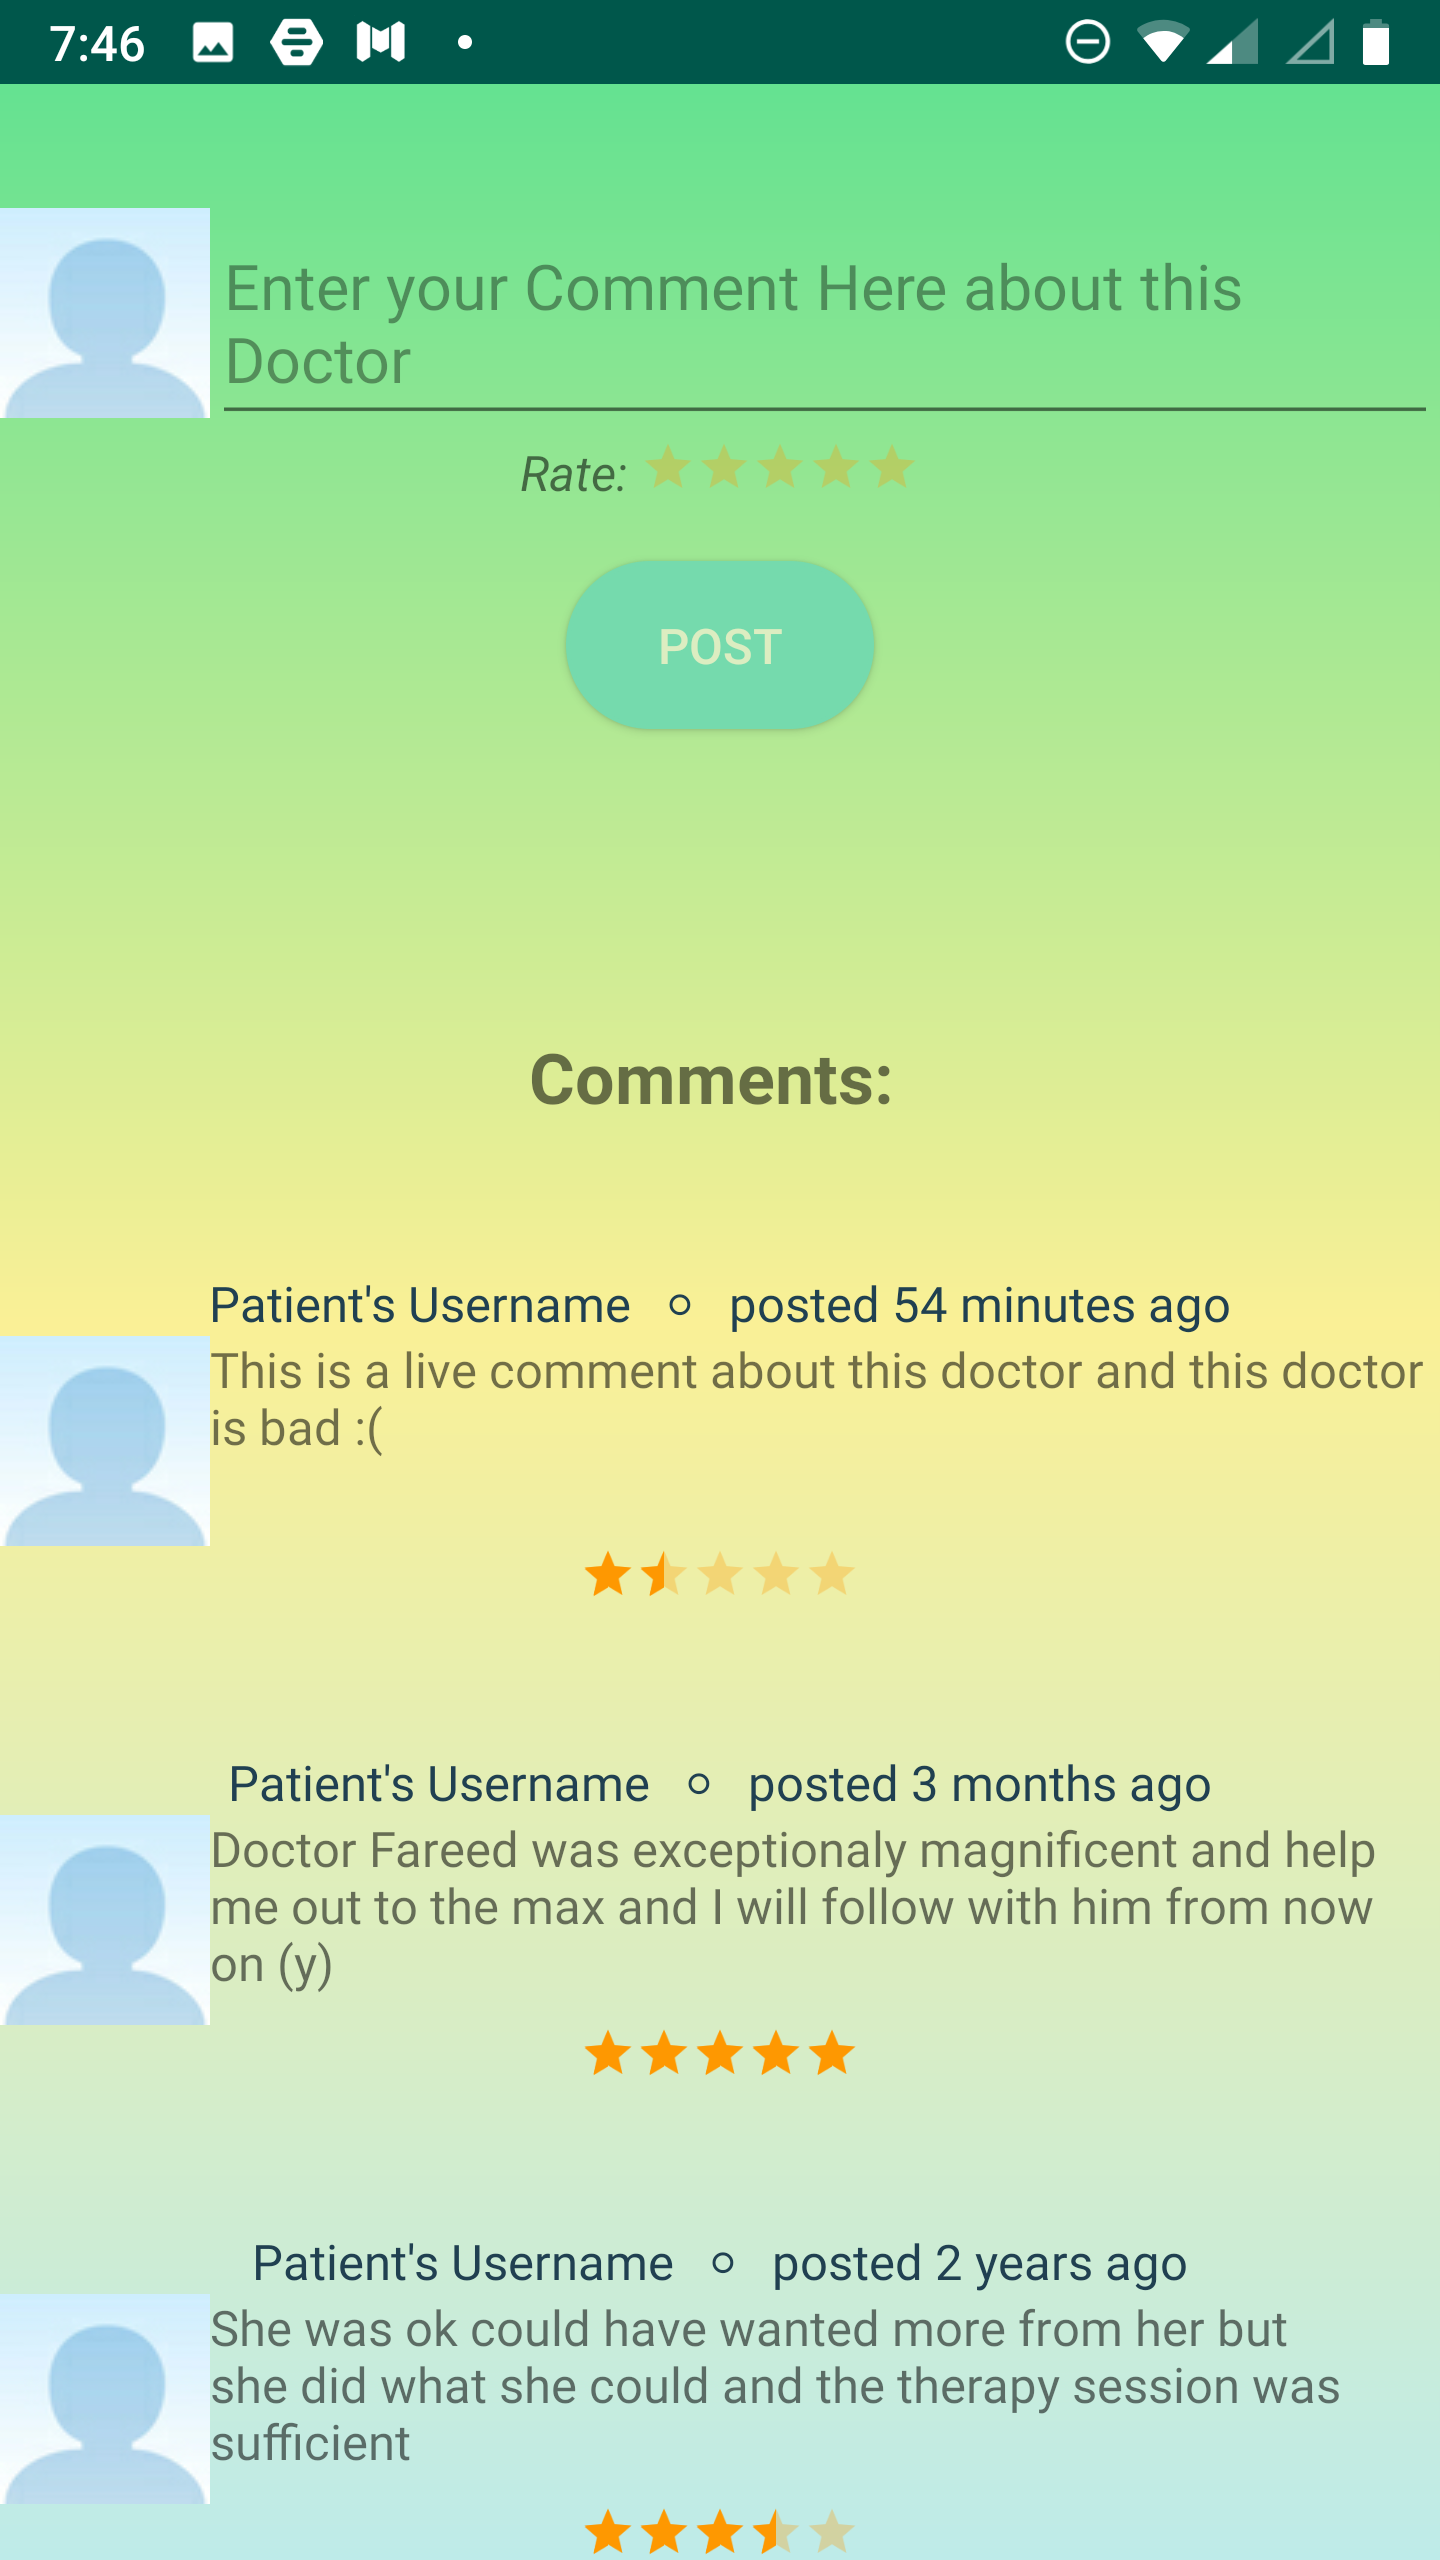 7:46
Enter your Comment Here about this
Doctor
Rate:
POST
Comments:
Patient's Username ○ posted 54 minutes ago
This is a live comment about this doctor and this doctor
is bad :(
Patient's Username ○ posted 3 months ago
Doctor Fareed was exceptionaly magnificent and help
me out to the max and I will follow with him from now
on (y)
Patient's Username ○ posted 2 years ago
She was ok could have wanted more from her but
she did what she could and the therapy session was
sufficient